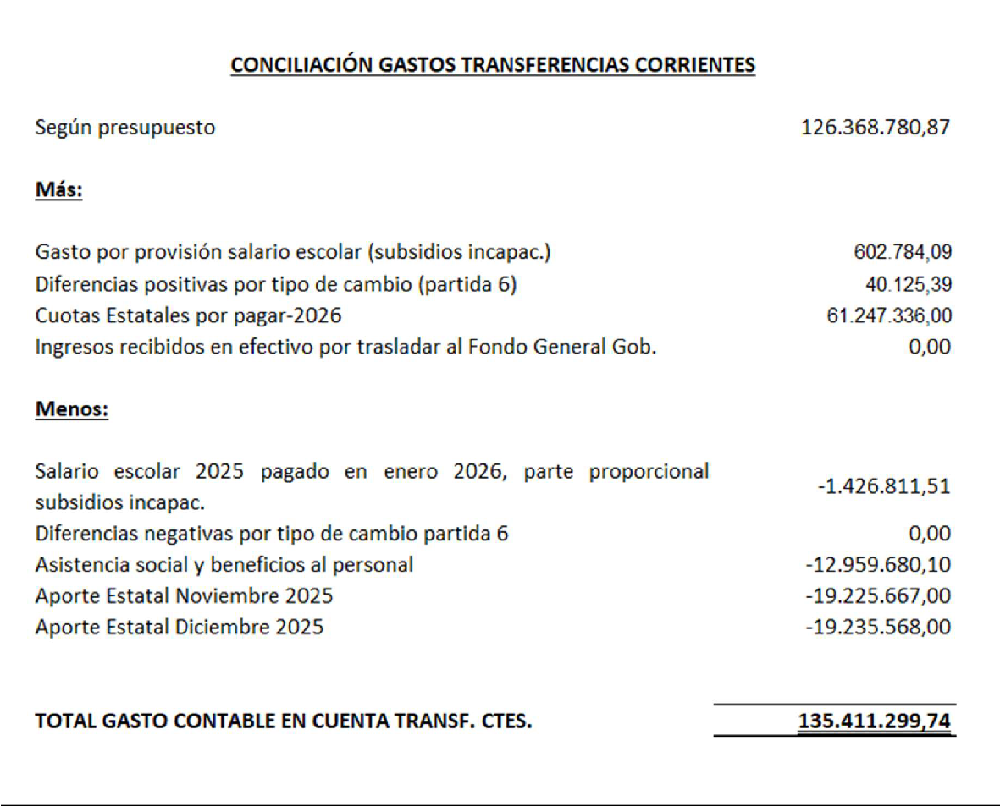 CONCILIACIÓN GASTOS TRANSFERENCIAS CORRIENTES
Según presupuesto 126.368.780,87
Más:
Gasto por provisión salario escolar (subsidios incapac.) 602.784,09
Diferencias positivas por tipo de cambio (partida 6) 40.125,39
Cuotas Estatales por pagar-2026 61.247.336,00
Ingresos recibidos en efectivo por trasladar al Fondo General Gob. 0,00
Menos:
Salario escolar 2025 pagado en enero 2026, parte proporcional
subsidios incapac. -1.426.811,51
Diferencias negativas por tipo de cambio partida 6 0,00
Asistencia social y beneficios al personal -12.959.680,10
Aporte Estatal Noviembre 2025 -19.225.667,00
Aporte Estatal Diciembre 2025 -19.235.568,00
TOTAL GASTO CONTABLE EN CUENTA TRANSF. CTES. 135.411.299,74